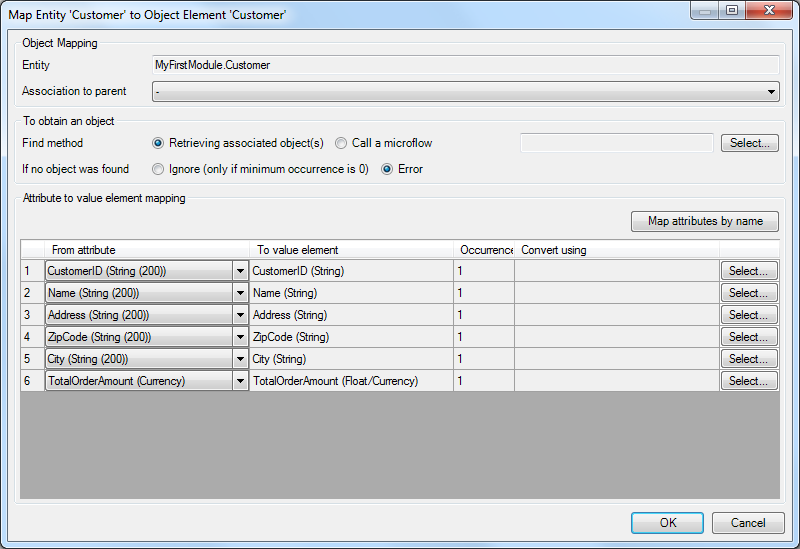 Map Entity 'Customer' to Object Element 'Customer'
Object Mapping
Entity MyFirstModule.Customer
Association to parent -
To obtain an object
Find method Retrieving associated object(s) Call a microflow Select...
If no object was found Ignore (only if minimum occurrence is 0) Error
Attribute to value element mapping
Map attributes by name
From attribute To value element Occurrence Convert using
1 CustomerID (String (200)) CustomerID (String) 1 Select...
2 Name (String (200)) Name (String) 1 Select...
3 Address (String (200)) Address (String) 1 Select...
4 ZipCode (String (200)) ZipCode (String) 1 Select...
5 City (String (200)) City (String) 1 Select...
6 TotalOrderAmount (Currency) TotalOrderAmount (Float/Currency) 1 Select...
OK Cancel